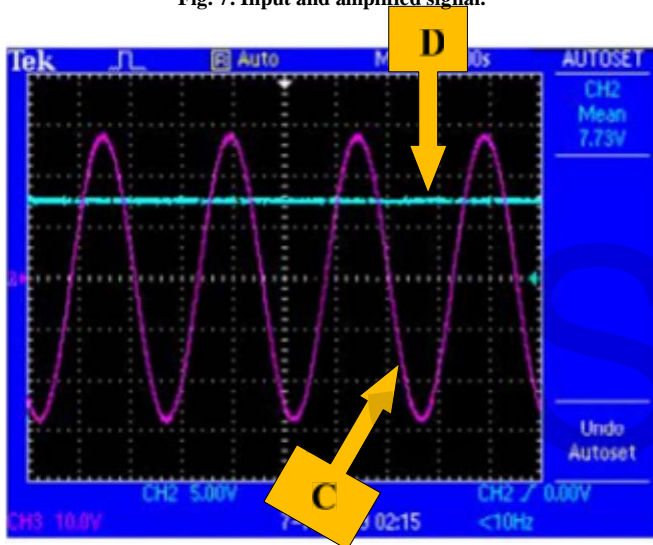 Fig. 7. Input and amplified signal.
D
Tek Auto M 00s AUTOSET
CH2
Mean
7.73V
Undo
Autoset
C
CH2 5.00V CH2 / 0.00V
CH3 10.0V 02:15 <10Hz